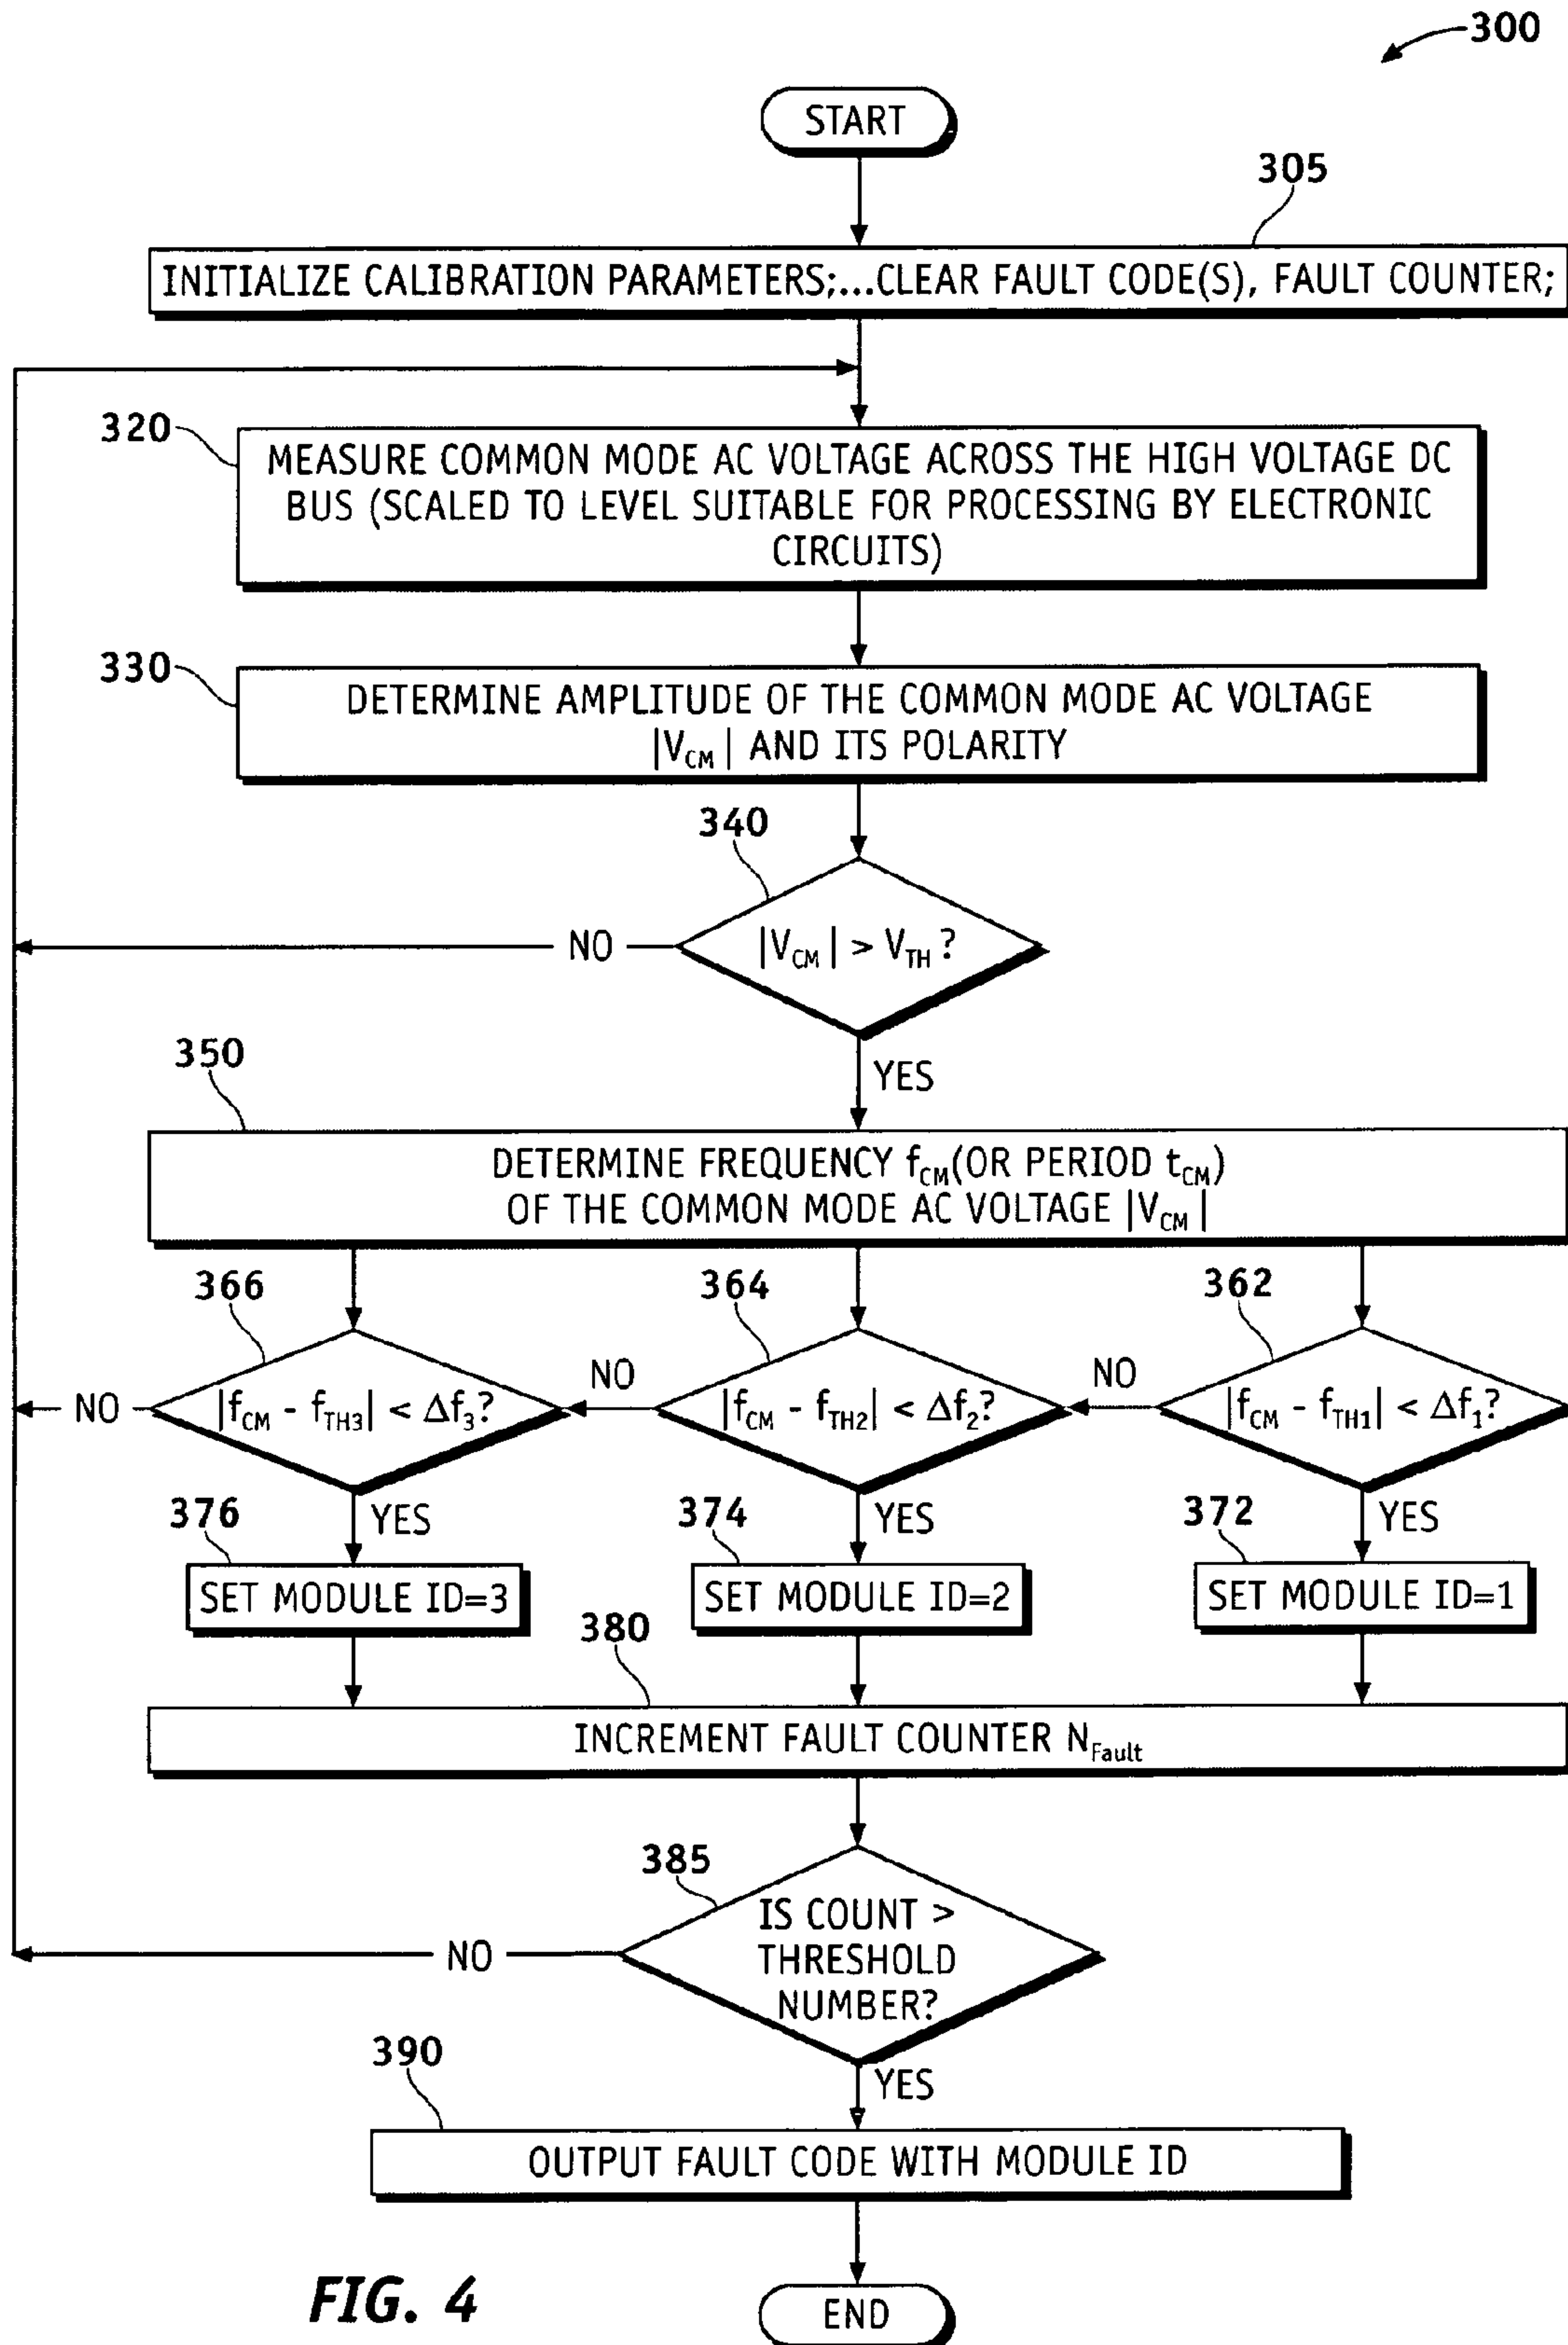 300
START
305
INITIALIZE CALIBRATION PARAMETERS;...CLEAR FAULT CODE(S), FAULT COUNTER;
320
MEASURE COMMON MODE AC VOLTAGE ACROSS THE HIGH VOLTAGE DC
BUS (SCALED TO LEVEL SUITABLE FOR PROCESSING BY ELECTRONIC
CIRCUITS)
330
DETERMINE AMPLITUDE OF THE COMMON MODE AC VOLTAGE
|VCM| AND ITS POLARITY
340
|VCM| > VTH?
NO
YES
350
DETERMINE FREQUENCY fCM(OR PERIOD tCM)
OF THE COMMON MODE AC VOLTAGE |VCM|
366
364
362
NO
|fCM - fTH3| < Δf3?
NO
|fCM - fTH2| < Δf2?
NO
|fCM - fTH1| < Δf1?
376
YES
374
YES
372
YES
SET MODULE ID=3
SET MODULE ID=2
SET MODULE ID=1
380
INCREMENT FAULT COUNTER NFault
385
IS COUNT >
THRESHOLD
NUMBER?
NO
YES
390
OUTPUT FAULT CODE WITH MODULE ID
END
FIG. 4